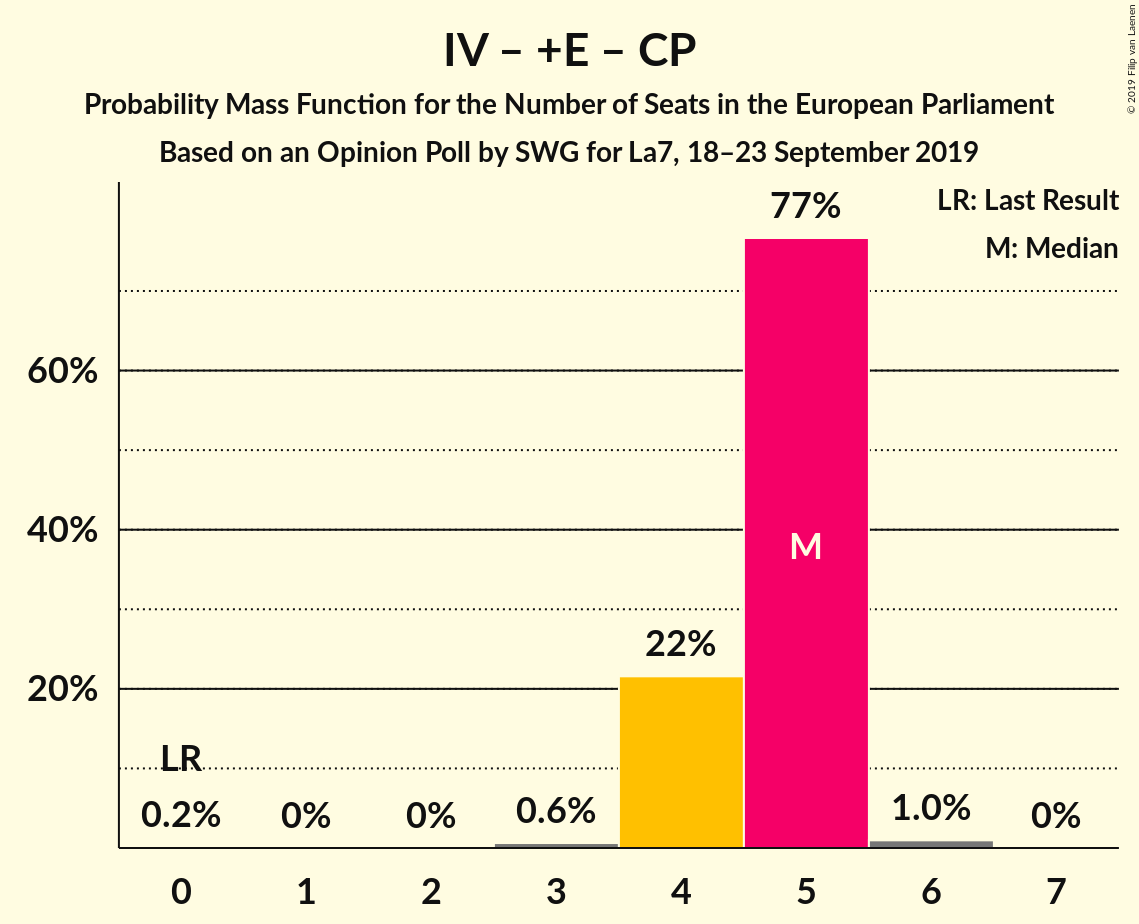 IV – +E – CP
Probability Mass Function for the Number of Seats in the European Parliament
Based on an Opinion Poll by SWG for La7, 18–23 September 2019
© 2019 Filip van Laenen
LR: Last Result
M: Median
77%
60%
40%
M
22%
20%
LR
0.2%
0%
0%
0.6%
1.0%
0%
0
1
2
3
4
5
6
7